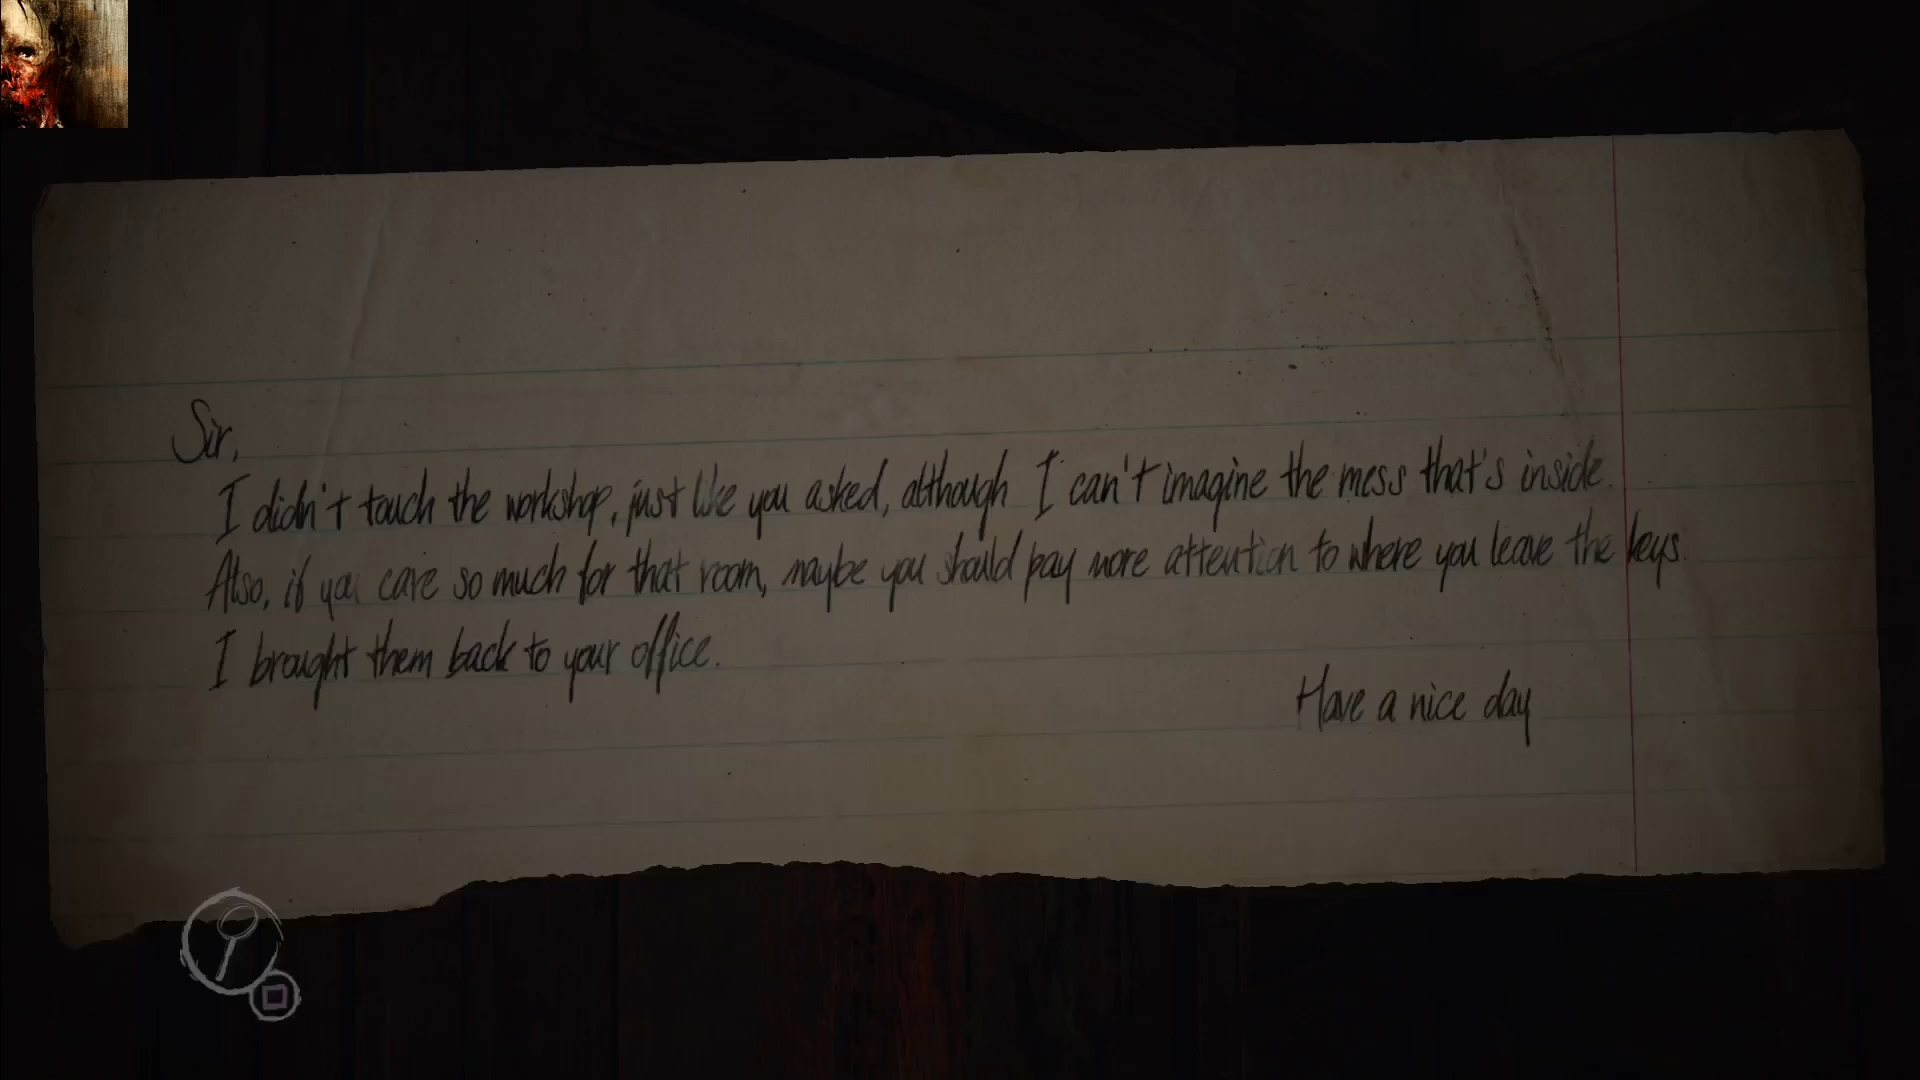 Sir,
I didn't touch the workshop, just like you asked, although I can't imagine the mess that's inside.
Also, if you care so much for that room, maybe you should pay more attention to where you leave the keys.
I brought them back to your office.
Have a nice day